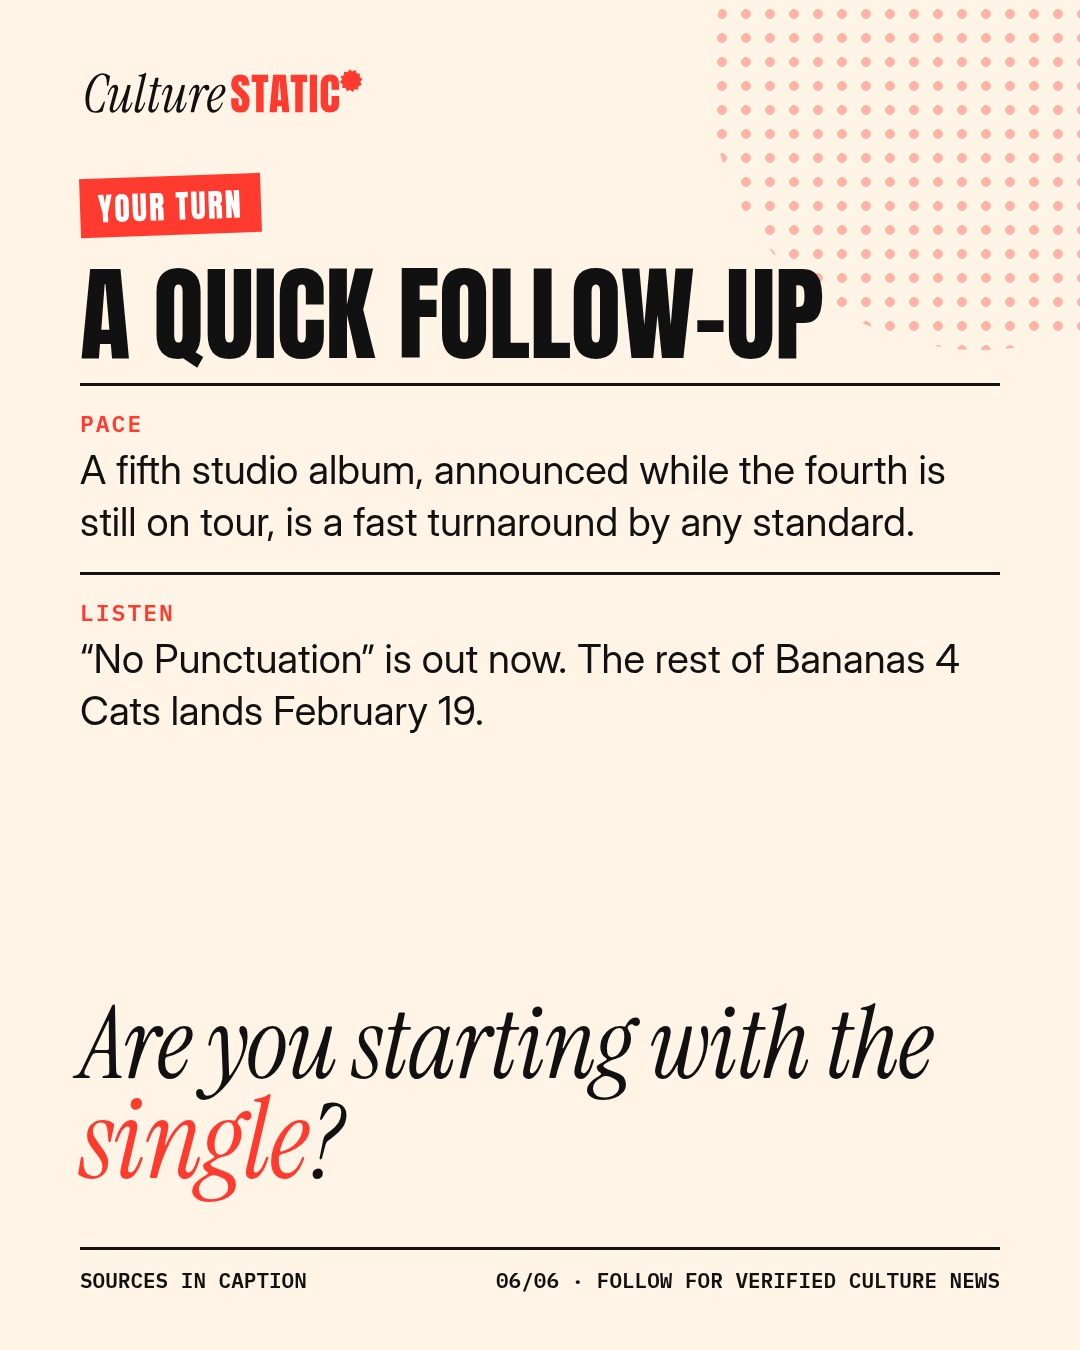 Culture STATIC
YOUR TURN
A QUICK FOLLOW-UP
PACE
A fifth studio album, announced while the fourth is
still on tour, is a fast turnaround by any standard.
LISTEN
“No Punctuation” is out now. The rest of Bananas 4
Cats lands February 19.
Are you starting with the
single?
SOURCES IN CAPTION
06/06 · FOLLOW FOR VERIFIED CULTURE NEWS